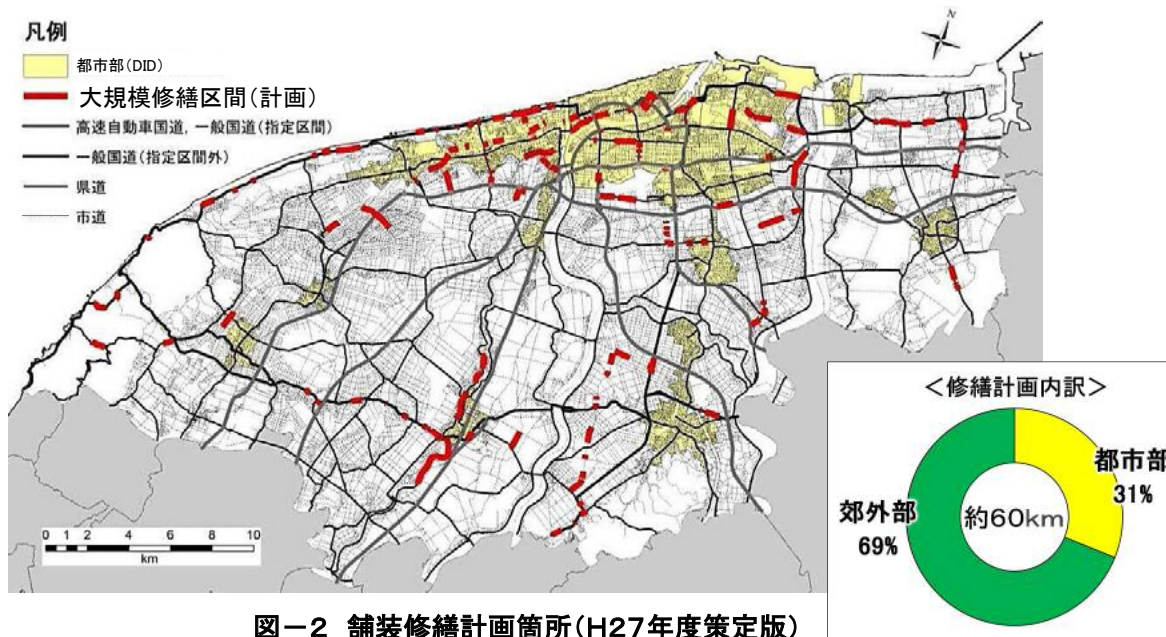 凡例
都市部(DID)
大規模修繕区間(計画)
高速自動車国道，一般国道(指定区間)
一般国道(指定区間外)
県道
市道
N
0 1 2 4 6 8 10
km
＜修繕計画内訳＞
都市部
31%
郊外部
69%
約60km
図－2 舗装修繕計画箇所(H27年度策定版)